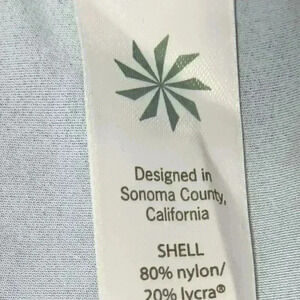 Designed in
Sonoma County,
California
SHELL
80% nylon/
20% lycra®